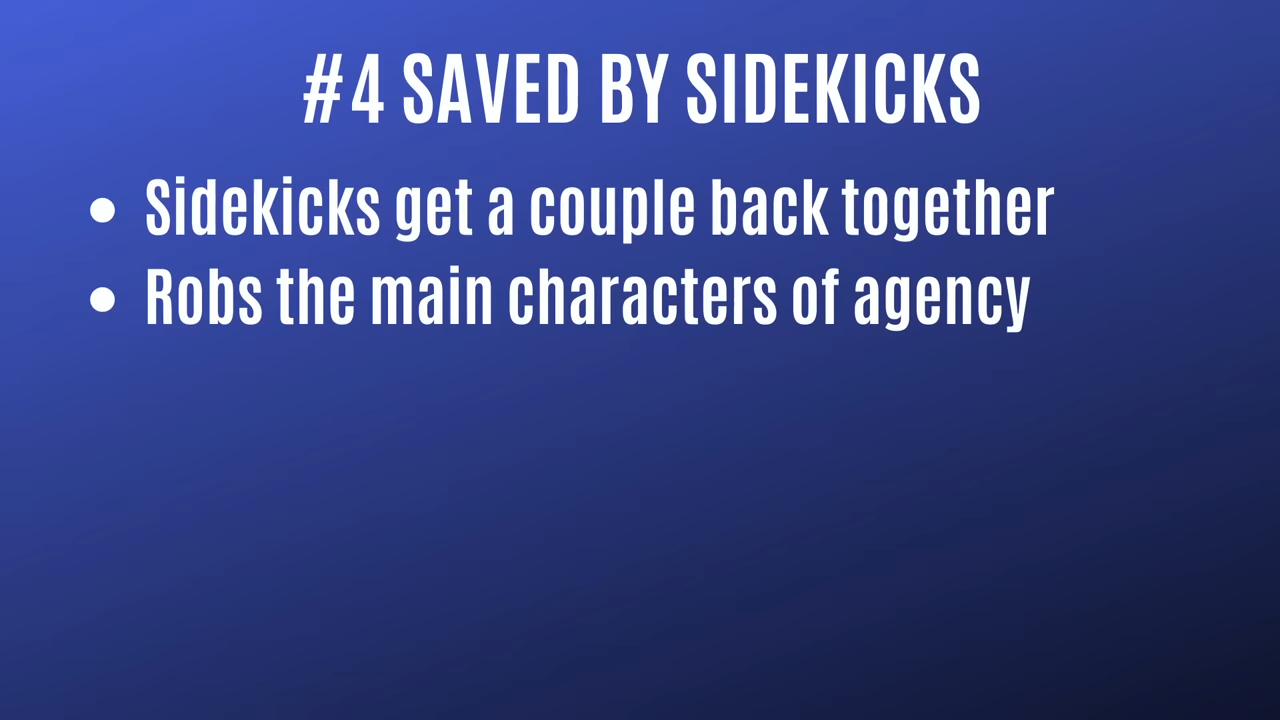 #4 SAVED BY SIDEKICKS
• Sidekicks get a couple back together
• Robs the main characters of agency